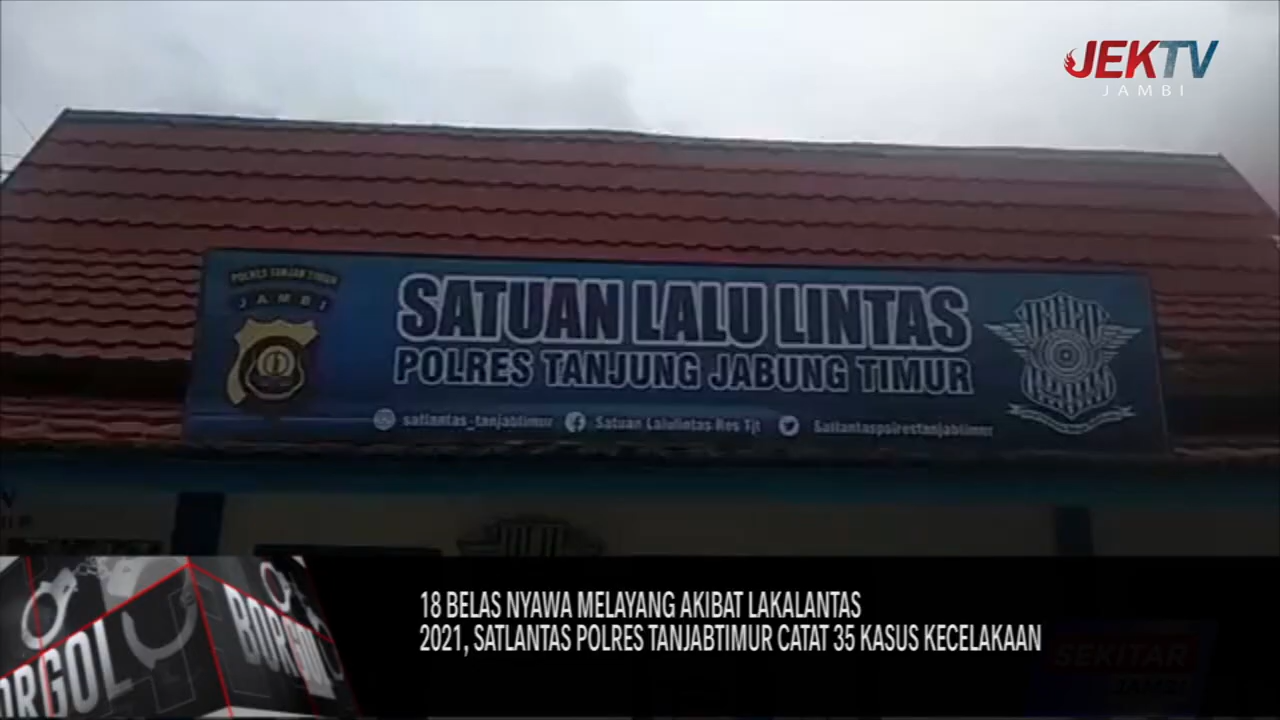 JEKTV
JAMBI
POLRES TANJAB TIMUR
JAMBI
SATUAN LALU LINTAS
POLRES TANJUNG JABUNG TIMUR
satlantas_tanjabtimur Satuan Lalulintas Res Tjt Satlantaspolrestanjabtimur
18 BELAS NYAWA MELAYANG AKIBAT LAKALANTAS
2021, SATLANTAS POLRES TANJABTIMUR CATAT 35 KASUS KECELAKAAN
BORGOL
SEKITAR
JAMBI